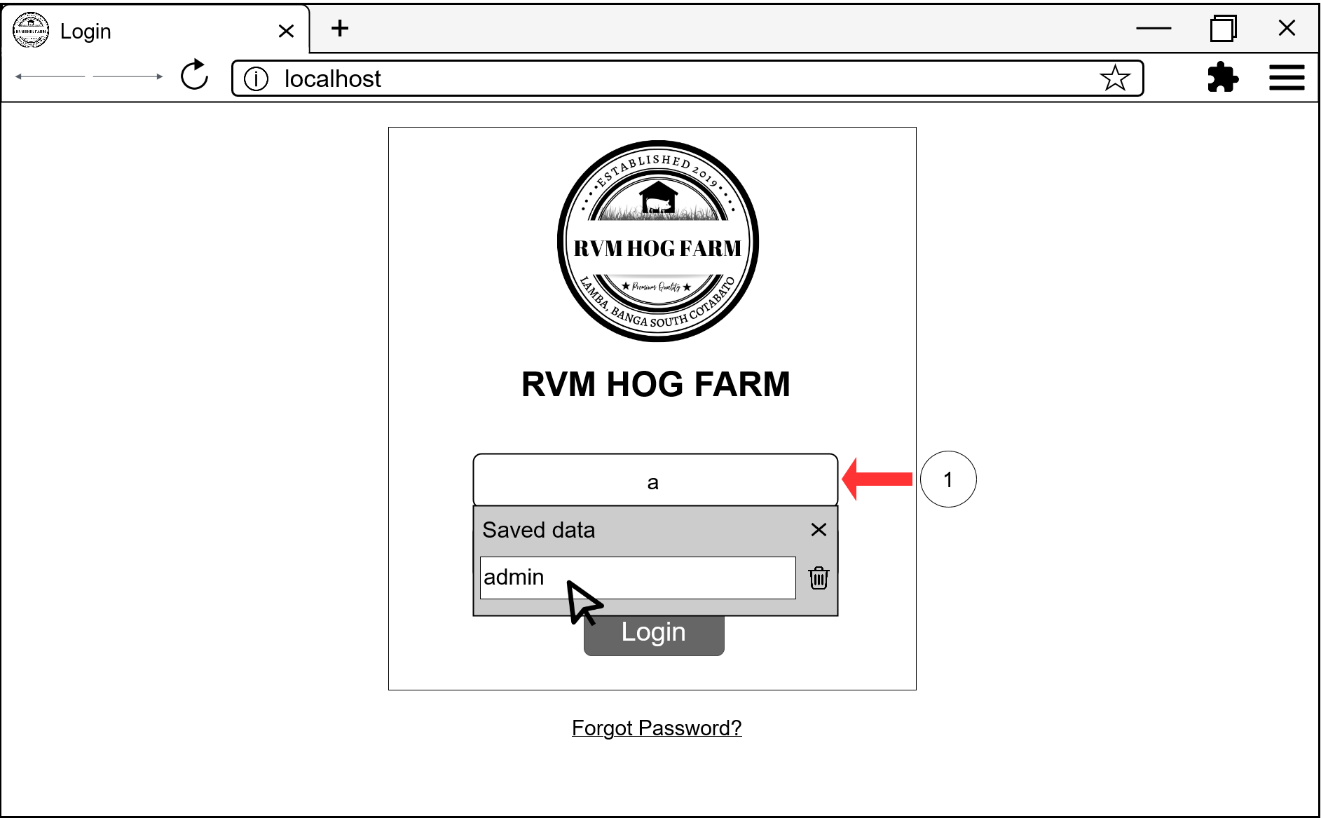 Login
localhost
ESTABLISHED 2019
RVM HOG FARM
Premium Quality
LAMBA, BANGA SOUTH COTABATO
RVM HOG FARM
a
1
Saved data
admin
Login
Forgot Password?